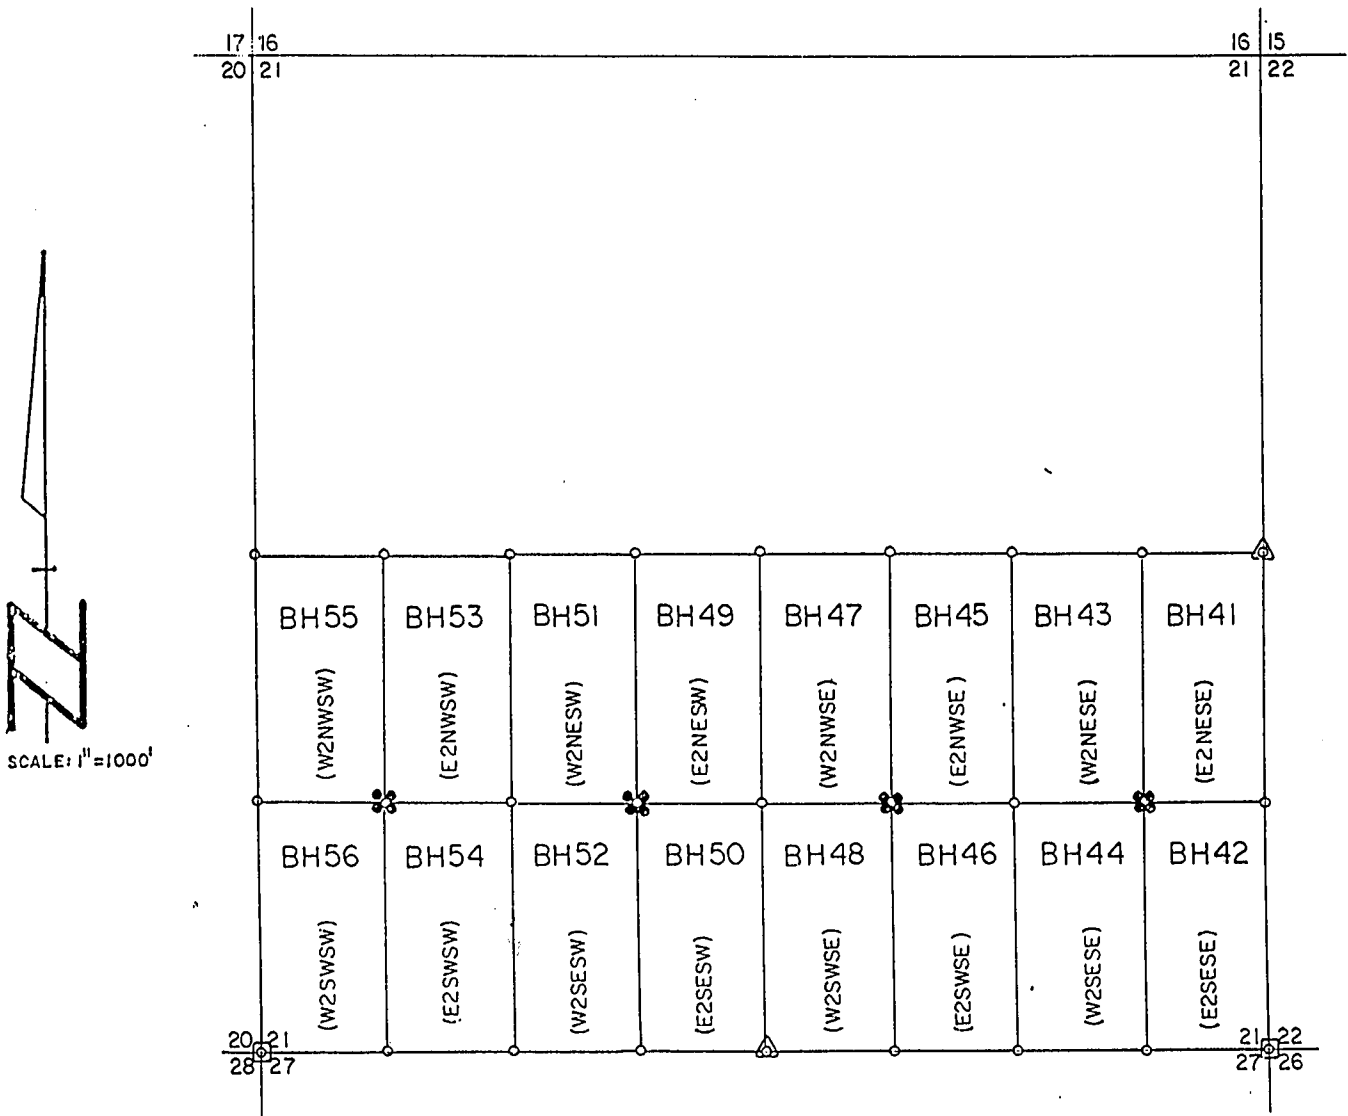 17 16
20 21
16 15
21 22
BH55 BH53 BH51 BH49 BH47 BH45 BH43 BH41
(W2NWSW) (E2NWSW) (W2NESW) (E2NESW) (W2NWSE) (E2NWSE) (W2NESE) (E2NESE)
N
SCALE: 1"=1000'
BH56 BH54 BH52 BH50 BH48 BH46 BH44 BH42
(W2SWSW) (E2SWSW) (W2SESW) (E2SESW) (W2SWSE) (E2SWSE) (W2SESE) (E2SESE)
20 21
28 27
21 22
27 26